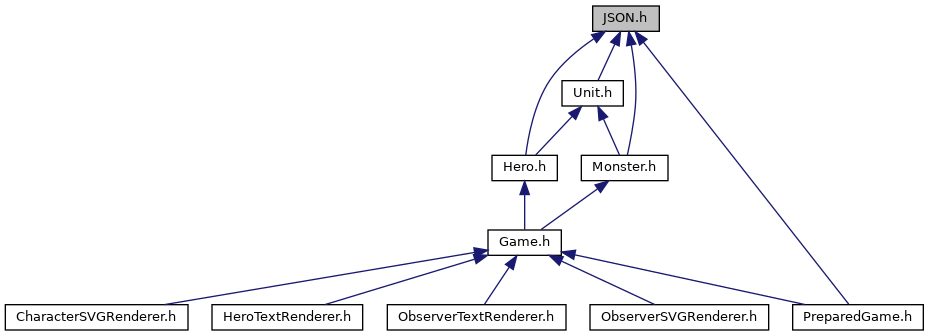 JSON.h
Unit.h
Hero.h
Monster.h
Game.h
CharacterSVGRenderer.h
HeroTextRenderer.h
ObserverTextRenderer.h
ObserverSVGRenderer.h
PreparedGame.h